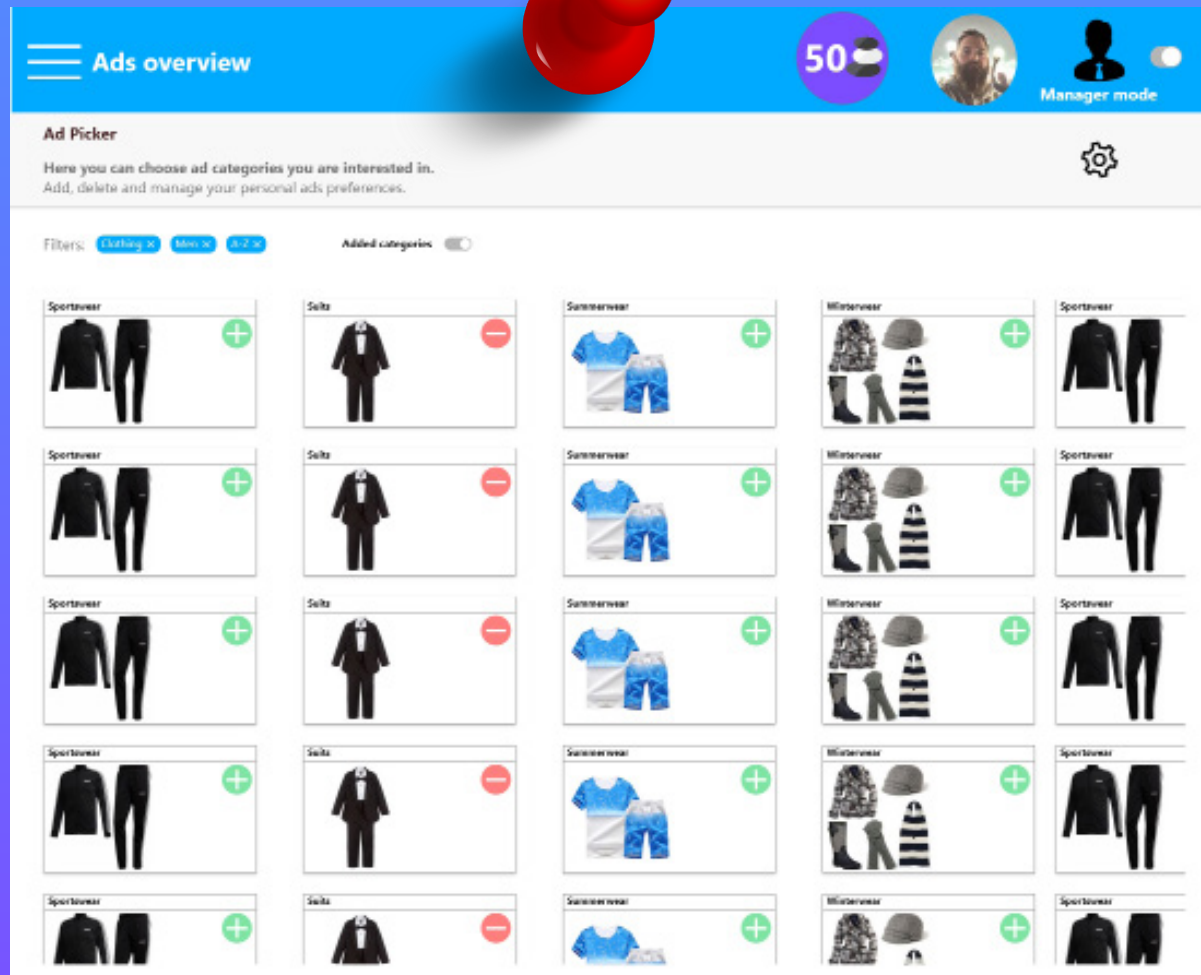 Ads overview
50
Manager mode
Ad Picker
Here you can choose ad categories you are interested in.
Add, delete and manage your personal ads preferences.
Filters: Clothing × Men × A-Z × Added categories
Sportswear Suits Summerwear Winterwear Sportswear
Sportswear Suits Summerwear Winterwear Sportswear
Sportswear Suits Summerwear Winterwear Sportswear
Sportswear Suits Summerwear Winterwear Sportswear
Sportswear Suits Summerwear Winterwear Sportswear